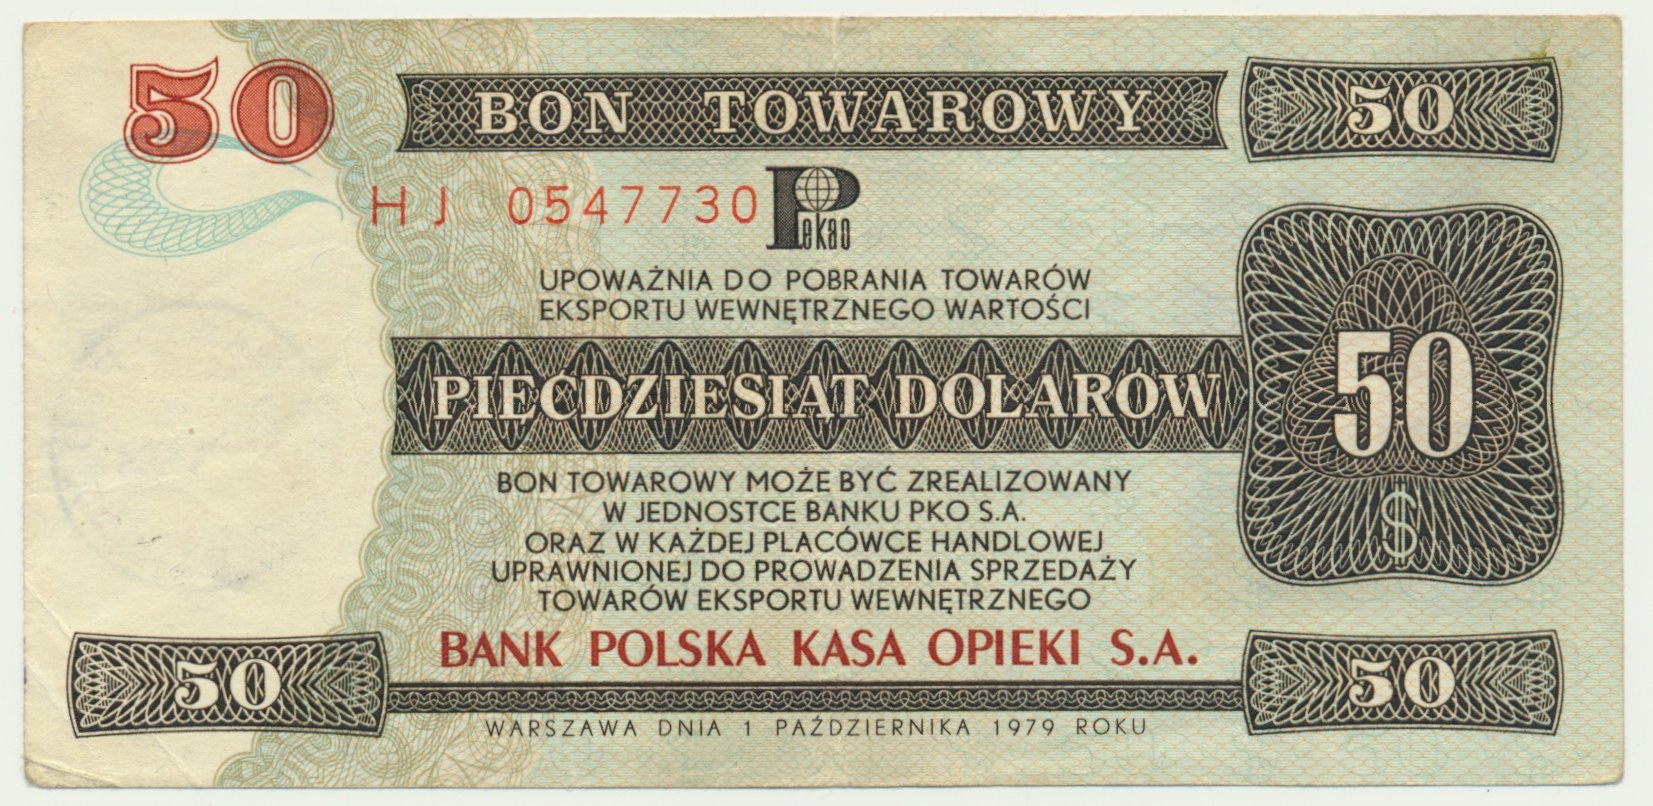 50
BON TOWAROWY
50
HJ 0547730
Pekao
UPOWAŻNIA DO POBRANIA TOWARÓW
EKSPORTU WEWNĘTRZNEGO WARTOŚCI
PIĘĆDZIESIĄT DOLARÓW
50
$
BON TOWAROWY MOŻE BYĆ ZREALIZOWANY
W JEDNOSTCE BANKU PKO S.A.
ORAZ W KAŻDEJ PLACÓWCE HANDLOWEJ
UPRAWNIONEJ DO PROWADZENIA SPRZEDAŻY
TOWARÓW EKSPORTU WEWNĘTRZNEGO
BANK POLSKA KASA OPIEKI S.A.
50
50
WARSZAWA DNIA 1 PAŹDZIERNIKA 1979 ROKU